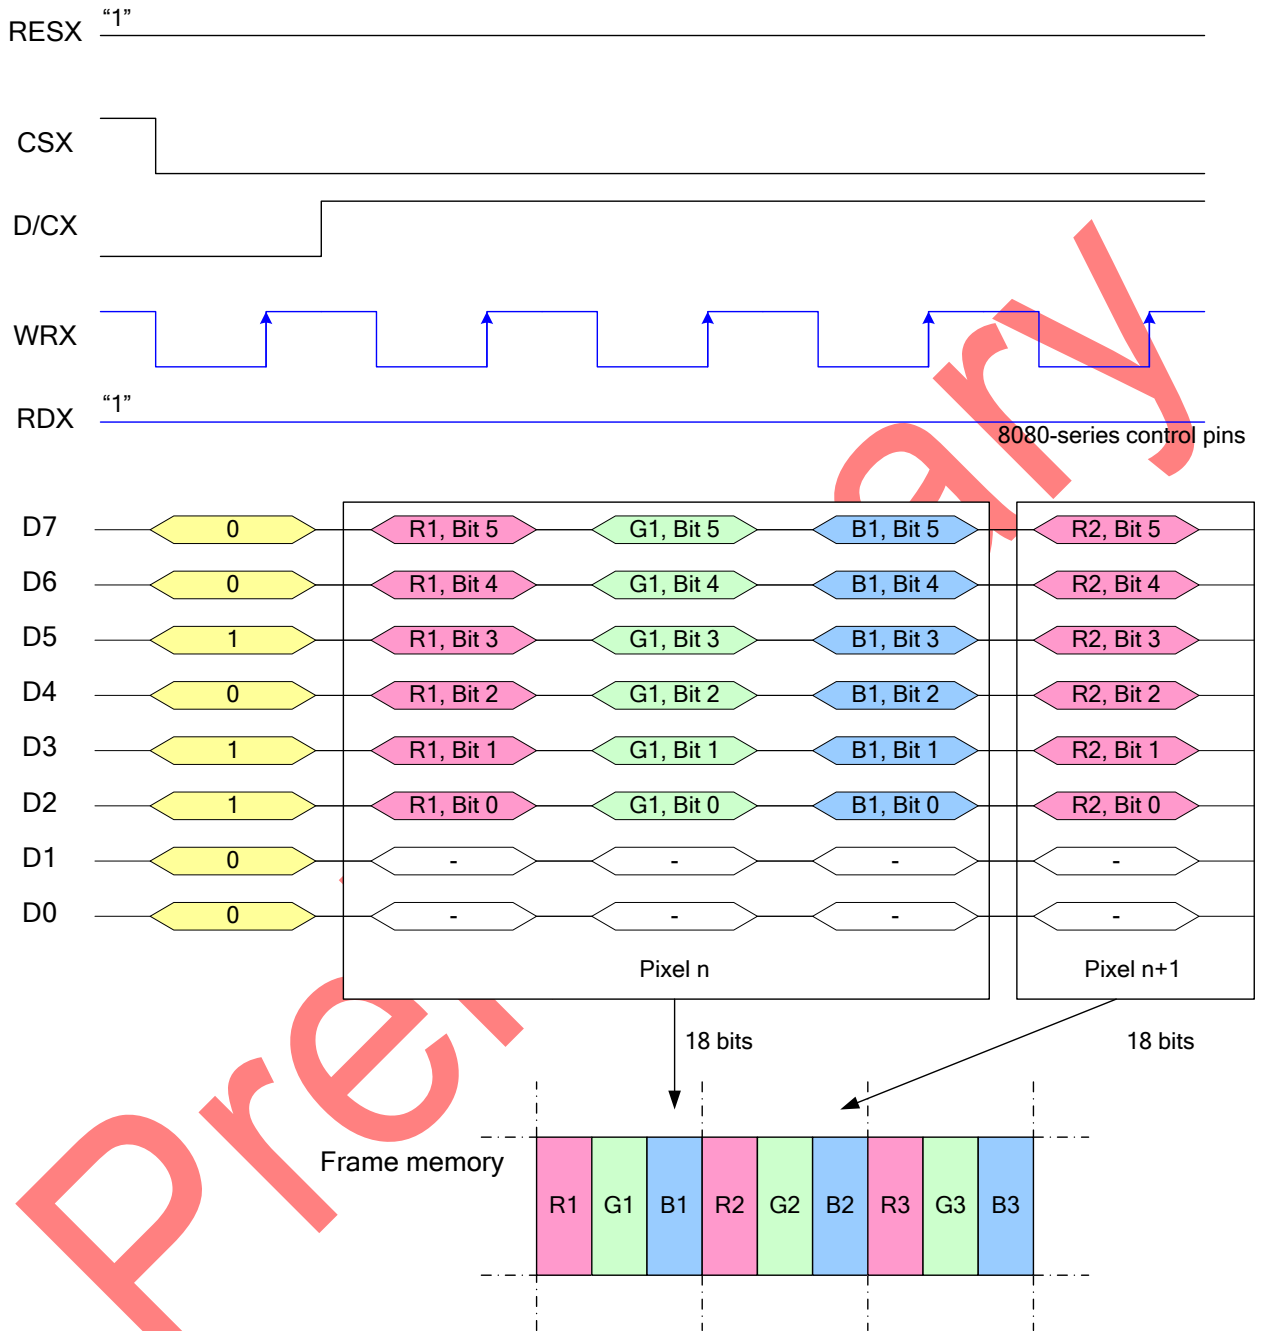 RESX “1”
CSX
D/CX
WRX
RDX “1”
8080-series control pins
D7 0 R1, Bit 5 G1, Bit 5 B1, Bit 5 R2, Bit 5
D6 0 R1, Bit 4 G1, Bit 4 B1, Bit 4 R2, Bit 4
D5 1 R1, Bit 3 G1, Bit 3 B1, Bit 3 R2, Bit 3
D4 0 R1, Bit 2 G1, Bit 2 B1, Bit 2 R2, Bit 2
D3 1 R1, Bit 1 G1, Bit 1 B1, Bit 1 R2, Bit 1
D2 1 R1, Bit 0 G1, Bit 0 B1, Bit 0 R2, Bit 0
D1 0 - - - -
D0 0 - - - -
Pixel n Pixel n+1
18 bits 18 bits
Frame memory
R1 G1 B1 R2 G2 B2 R3 G3 B3